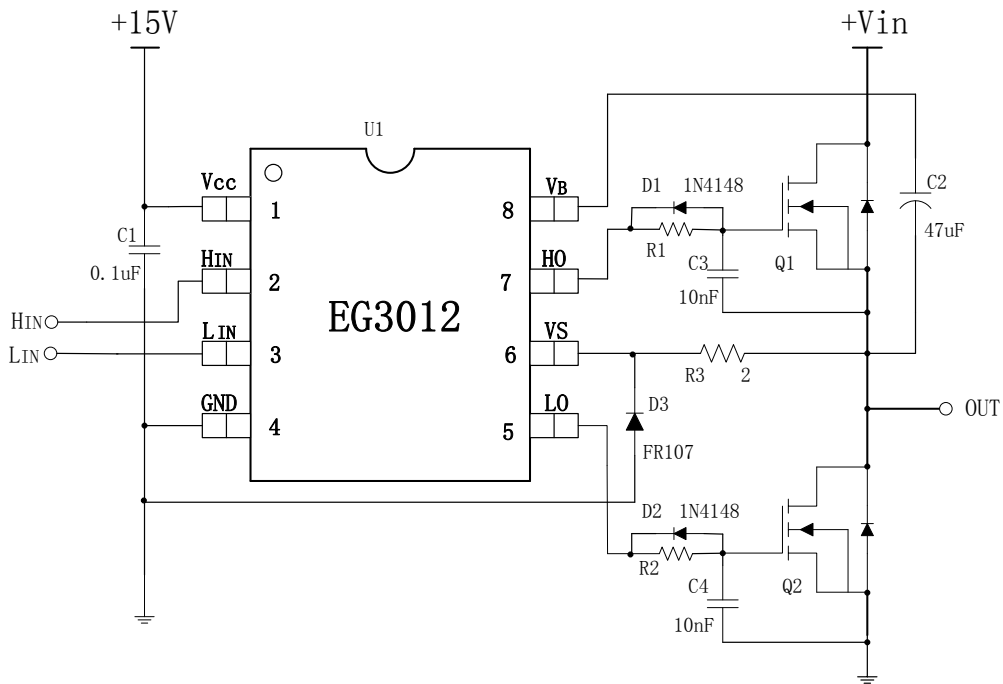 +15V
+Vin
U1
Vcc
1
VB
8
D1 1N4148
C2
47uF
C1
0.1uF
HIN
2
HO
7
R1
C3
10nF
Q1
EG3012
HIN
LIN
LIN
3
VS
6
R3 2
GND
4
LO
5
D3
FR107
OUT
D2 1N4148
R2
C4
10nF
Q2